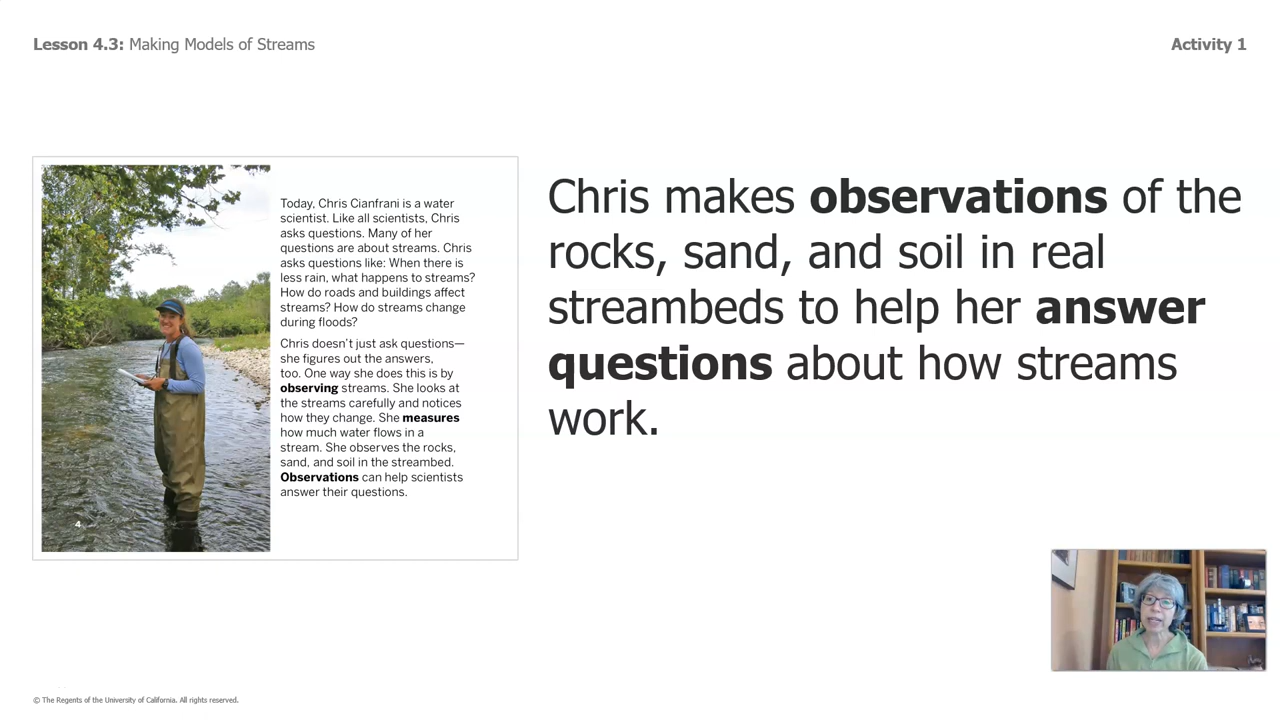 Lesson 4.3: Making Models of Streams
Activity 1
Today, Chris Cianfrani is a water
scientist. Like all scientists, Chris
asks questions. Many of her
questions are about streams. Chris
asks questions like: When there is
less rain, what happens to streams?
How do roads and buildings affect
streams? How do streams change
during floods?
Chris doesn't just ask questions—
she figures out the answers,
too. One way she does this is by
observing streams. She looks at
the streams carefully and notices
how they change. She measures
how much water flows in a
stream. She observes the rocks,
sand, and soil in the streambed.
Observations can help scientists
answer their questions.
4
Chris makes observations of the
rocks, sand, and soil in real
streambeds to help her answer
questions about how streams
work.
© The Regents of the University of California. All rights reserved.